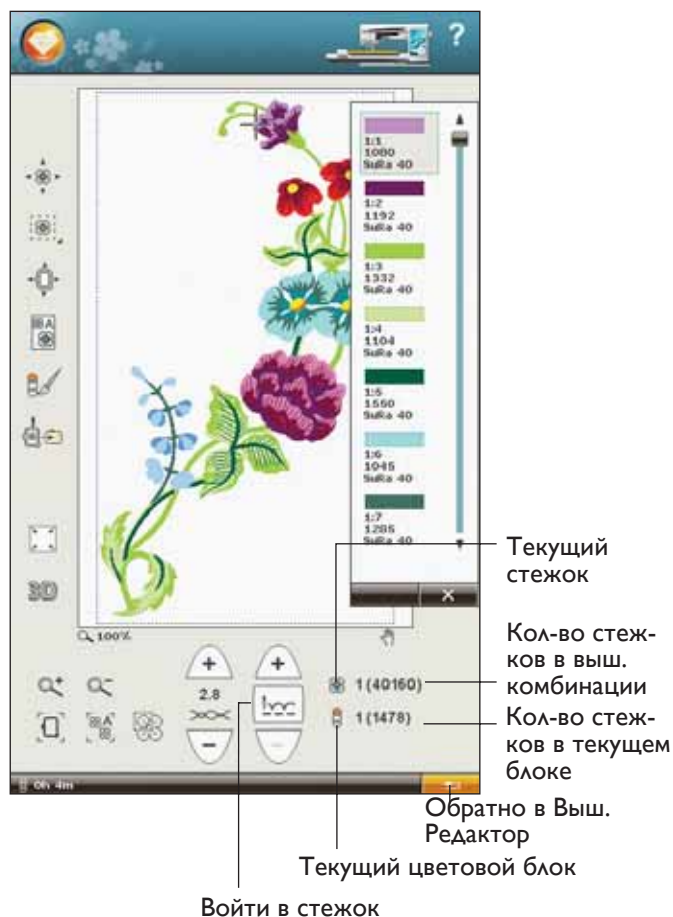 ?
1:1
1080
SuRa 40
1:2
1192
SuRa 40
1:3
1332
SuRa 40
1:4
1104
SuRa 40
1:5
1550
SuRa 40
1:6
1045
SuRa 40
1:7
1285
SuRa 40
A
3D
100%
2.8
A
1(40160)
1(1478)
0h 4m
Текущий
стежок
Кол-во стеж-
ков в выш.
комбинации
Кол-во стеж-
ков в текущем
блоке
Обратно в Выш.
Редактор
Текущий цветовой блок
Войти в стежок